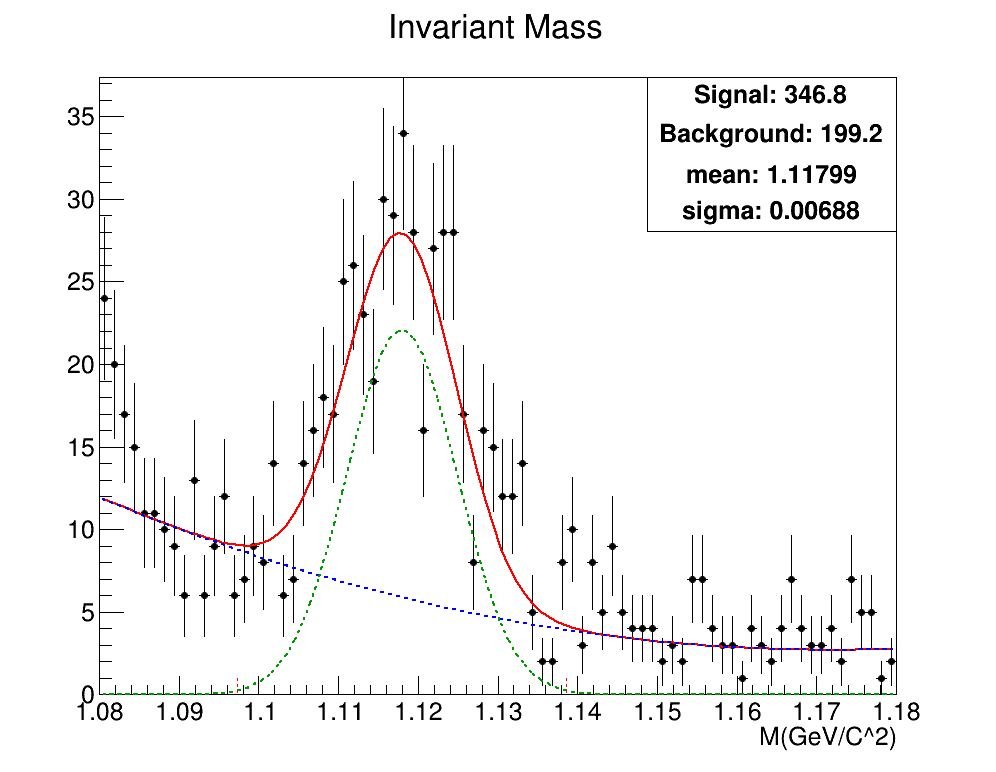 Invariant Mass
Signal: 346.8
Background: 199.2
mean: 1.11799
sigma: 0.00688
35
30
25
20
15
10
5
0
1.08 1.09 1.1 1.11 1.12 1.13 1.14 1.15 1.16 1.17 1.18
M(GeV/C^2)